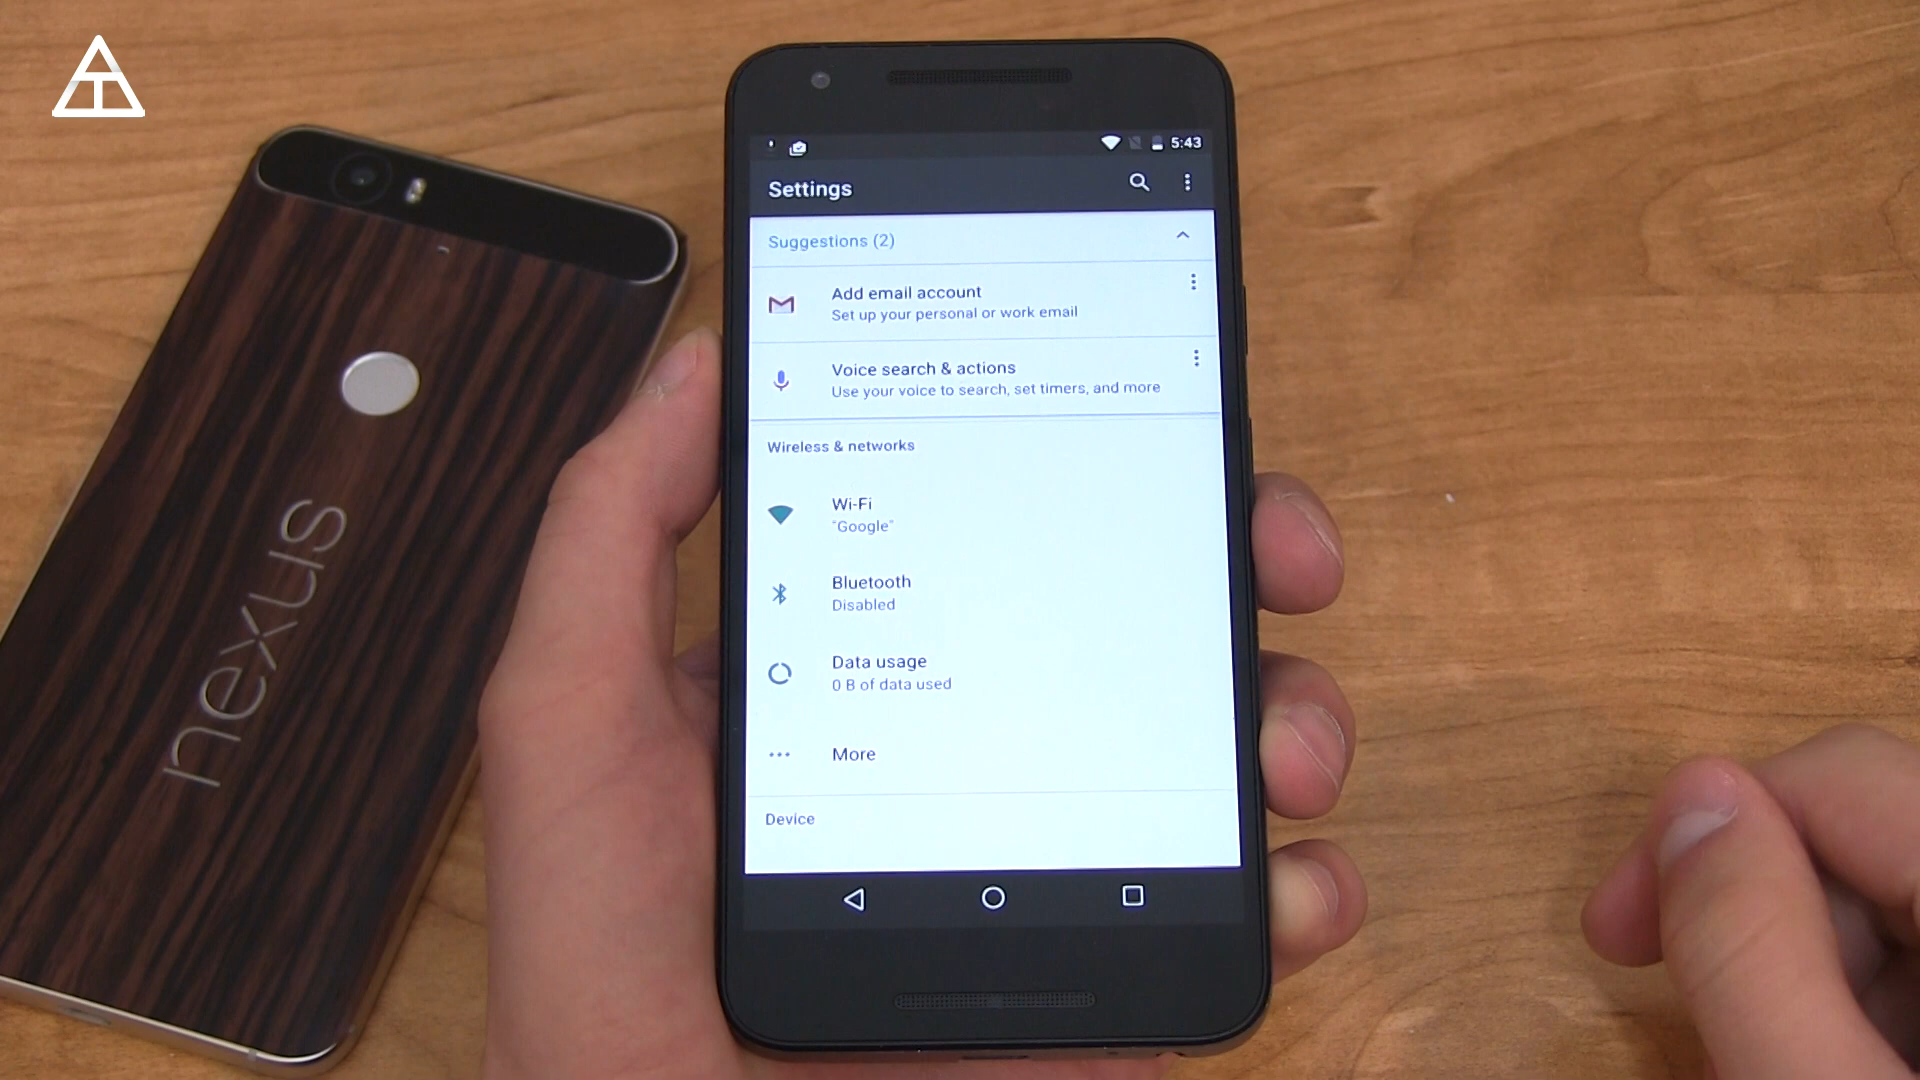 5:43
Settings
Suggestions (2)
Add email account
Set up your personal or work email
Voice search & actions
Use your voice to search, set timers, and more
Wireless & networks
Wi-Fi
"Google"
Bluetooth
Disabled
Data usage
0 B of data used
More
Device
nexus